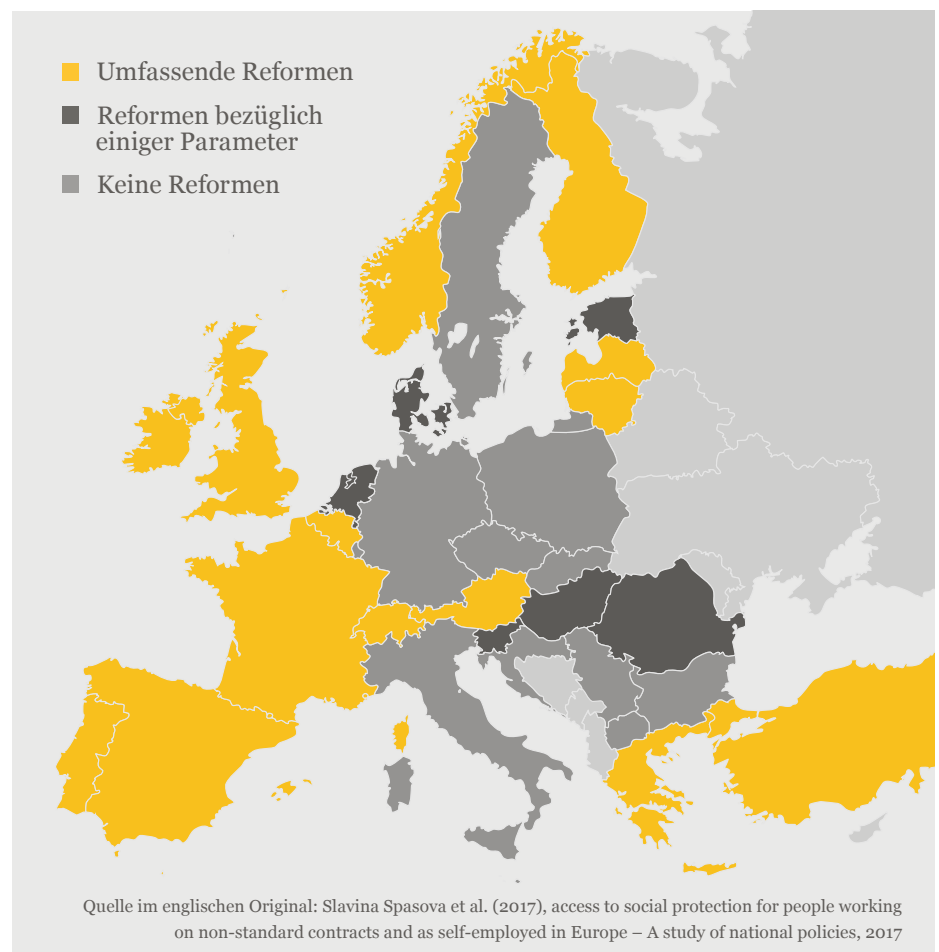 Umfassende Reformen
Reformen bezüglich
einiger Parameter
Keine Reformen
Quelle im englischen Original: Slavina Spasova et al. (2017), access to social protection for people working
on non-standard contracts and as self-employed in Europe – A study of national policies, 2017